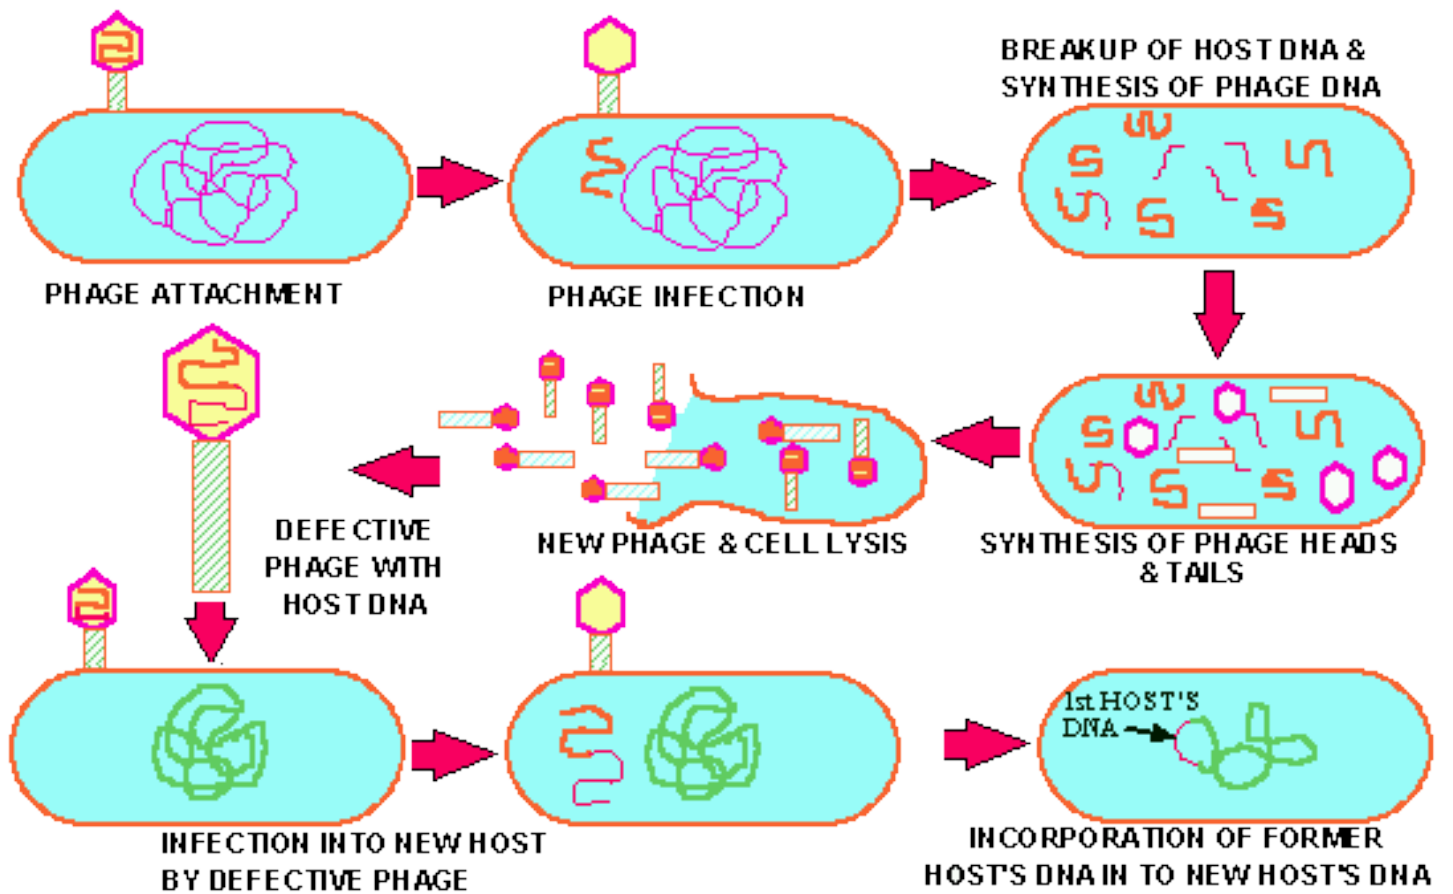 BREAKUP OF HOST DNA &
SYNTHESIS OF PHAGE DNA
PHAGE ATTACHMENT
PHAGE INFECTION
DEFECTIVE
PHAGE WITH
HOST DNA
NEW PHAGE & CELL LYSIS
SYNTHESIS OF PHAGE HEADS
& TAILS
1st HOST'S
DNA
INFECTION INTO NEW HOST
BY DEFECTIVE PHAGE
INCORPORATION OF FORMER
HOST'S DNA IN TO NEW HOST'S DNA